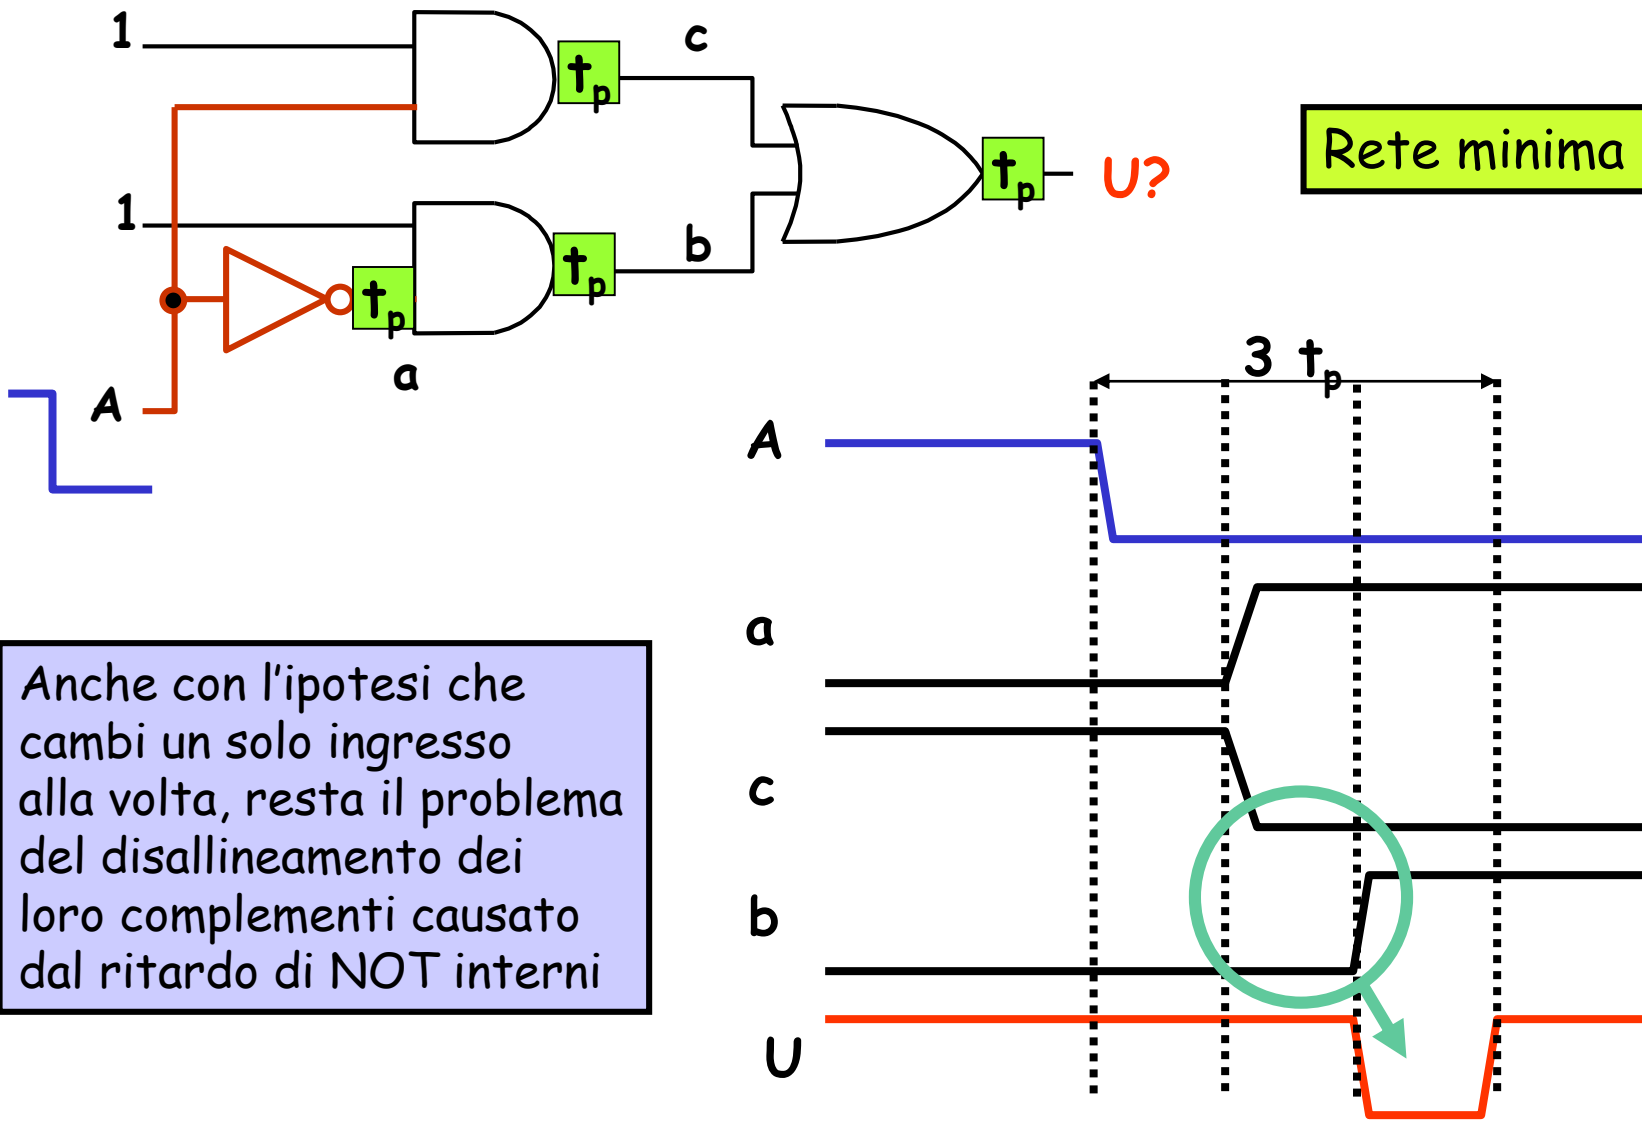 1
tp
c
1
tp
U?
Rete minima
b
tp
tp
a
A
3 tp
A
a
c
b
U
Anche con l'ipotesi che
cambi un solo ingresso
alla volta, resta il problema
del disallineamento dei
loro complementi causato
dal ritardo di NOT interni